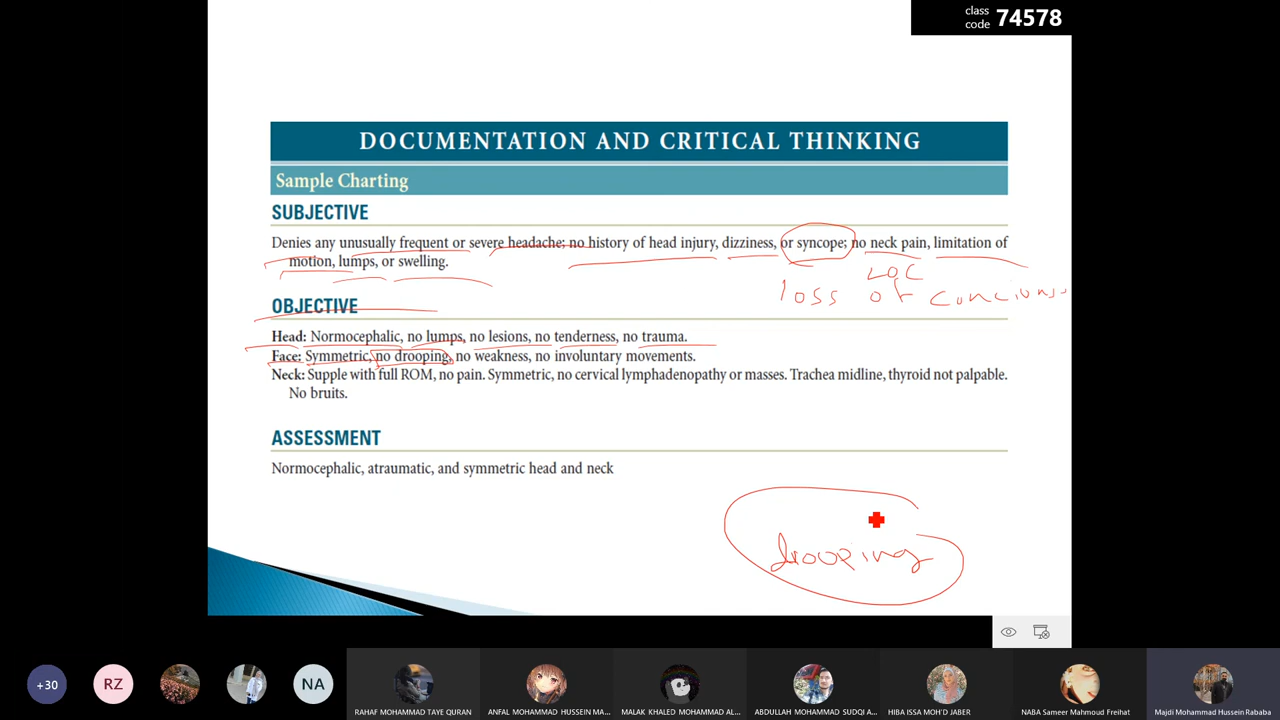 class
code 74578
DOCUMENTATION AND CRITICAL THINKING
Sample Charting
SUBJECTIVE
Denies any unusually frequent or severe headache; no history of head injury, dizziness, or syncope; no neck pain, limitation of
motion, lumps, or swelling.
LOC
loss of
OBJECTIVE
Head: Normocephalic, no lumps, no lesions, no tenderness, no trauma.
Face: Symmetric, no drooping, no weakness, no involuntary movements.
Neck: Supple with full ROM, no pain. Symmetric, no cervical lymphadenopathy or masses. Trachea midline, thyroid not palpable.
No bruits.
ASSESSMENT
Normocephalic, atraumatic, and symmetric head and neck
drooping
+30
RZ
NA
RAHAF MOHAMMAD TAYE QURAN
ANFAL MOHAMMAD HUSSEIN MA...
MALAK KHALED MOHAMMAD AL...
ABDULLAH MOHAMMAD SUDQI A...
HIBA ISSA MOH'D JABER
NABA Sameer Mahmoud Freihat
Majdi Mohammad Hussein Rababa